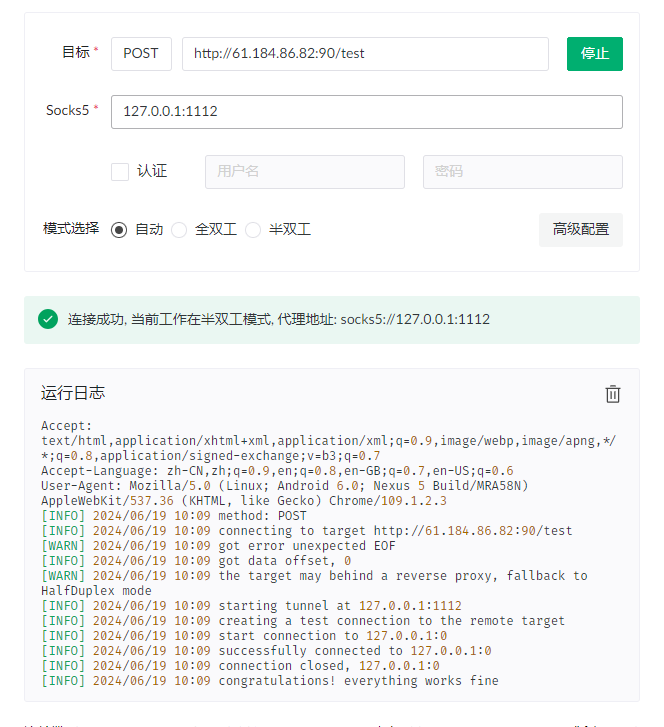 目标 * POST http://61.184.86.82:90/test 停止
Socks5 * 127.0.0.1:1112
认证 用户名 密码
模式选择 自动 全双工 半双工 高级配置
连接成功, 当前工作在半双工模式, 代理地址: socks5://127.0.0.1:1112
运行日志
Accept:
text/html,application/xhtml+xml,application/xml;q=0.9,image/webp,image/apng,*/
*;q=0.8,application/signed-exchange;v=b3;q=0.7
Accept-Language: zh-CN,zh;q=0.9,en;q=0.8,en-GB;q=0.7,en-US;q=0.6
User-Agent: Mozilla/5.0 (Linux; Android 6.0; Nexus 5 Build/MRA58N)
AppleWebKit/537.36 (KHTML, like Gecko) Chrome/109.1.2.3
[INFO] 2024/06/19 10:09 method: POST
[INFO] 2024/06/19 10:09 connecting to target http://61.184.86.82:90/test
[WARN] 2024/06/19 10:09 got error unexpected EOF
[INFO] 2024/06/19 10:09 got data offset, 0
[WARN] 2024/06/19 10:09 the target may behind a reverse proxy, fallback to
HalfDuplex mode
[INFO] 2024/06/19 10:09 starting tunnel at 127.0.0.1:1112
[INFO] 2024/06/19 10:09 creating a test connection to the remote target
[INFO] 2024/06/19 10:09 start connection to 127.0.0.1:0
[INFO] 2024/06/19 10:09 successfully connected to 127.0.0.1:0
[INFO] 2024/06/19 10:09 connection closed, 127.0.0.1:0
[INFO] 2024/06/19 10:09 congratulations! everything works fine